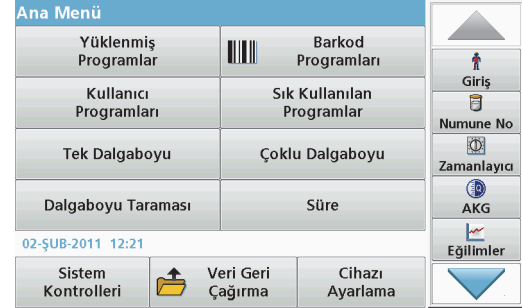 Ana Menü
Yüklenmiş
Programlar
Barkod
Programları
Kullanıcı
Programları
Sık Kullanılan
Programlar
Tek Dalgaboyu
Çoklu Dalgaboyu
Dalgaboyu Taraması
Süre
02-ŞUB-2011 12:21
Sistem
Kontrolleri
Veri Geri
Çağırma
Cihazı
Ayarlama
Giriş
Numune No
Zamanlayıcı
AKG
Eğilimler